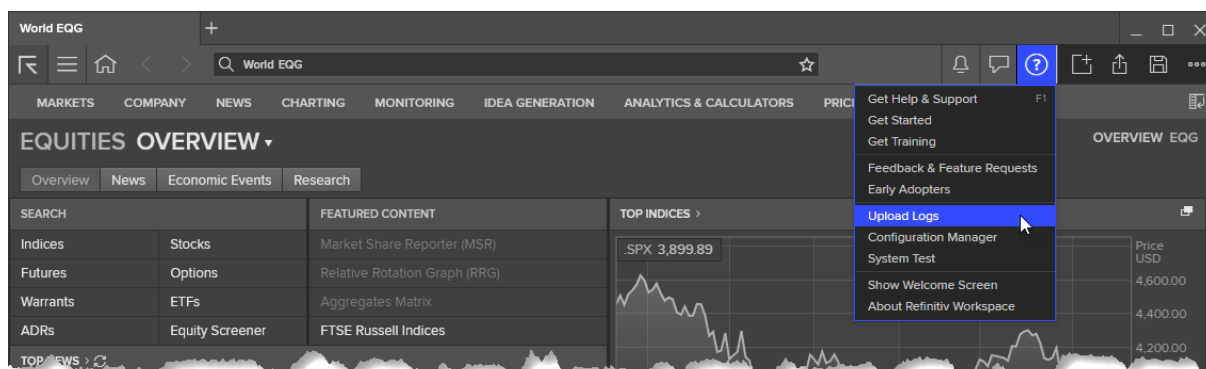 World EQG
World EQG
MARKETS COMPANY NEWS CHARTING MONITORING IDEA GENERATION ANALYTICS & CALCULATORS
Get Help & Support F1
Get Started
Get Training
Feedback & Feature Requests
Early Adopters
Upload Logs
Configuration Manager
System Test
Show Welcome Screen
About Refinitiv Workspace
EQUITIES OVERVIEW
OVERVIEW EQG
Overview News Economic Events Research
SEARCH
Indices Stocks
Futures Options
Warrants ETFs
ADRs Equity Screener
FEATURED CONTENT
Market Share Reporter (MSR)
Relative Rotation Graph (RRG)
Aggregates Matrix
FTSE Russell Indices
TOP INDICES >
.SPX 3,899.89
Price
USD
4,600.00
4,400.00
4,200.00
TOP NEWS >